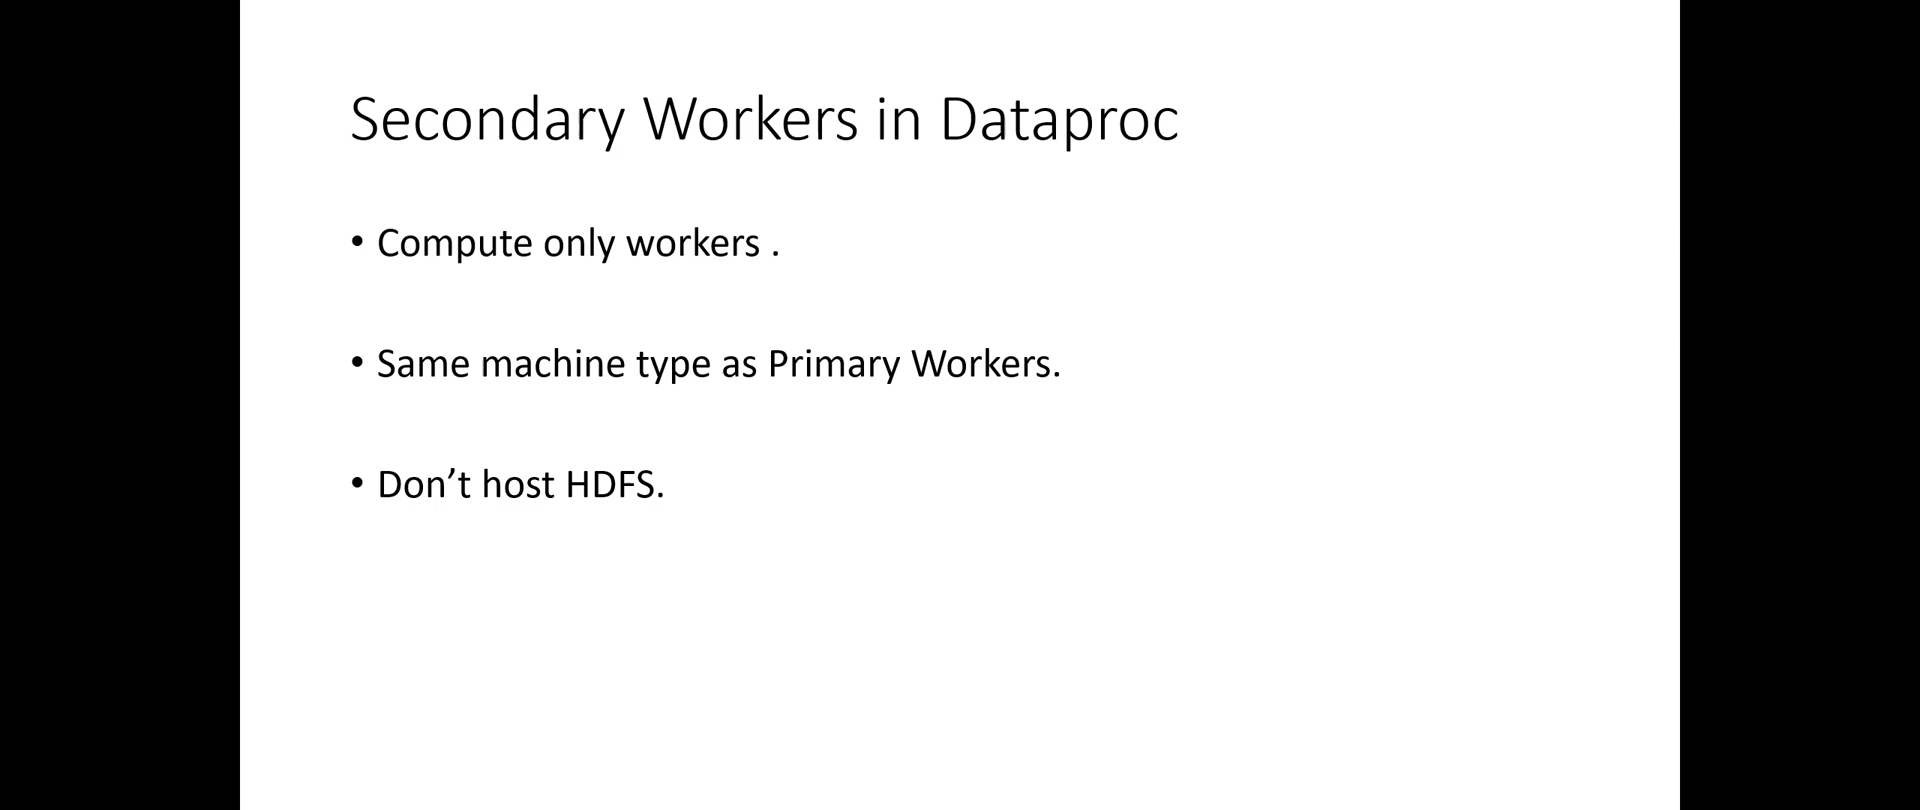 Secondary Workers in Dataproc
• Compute only workers .
• Same machine type as Primary Workers.
• Don’t host HDFS.